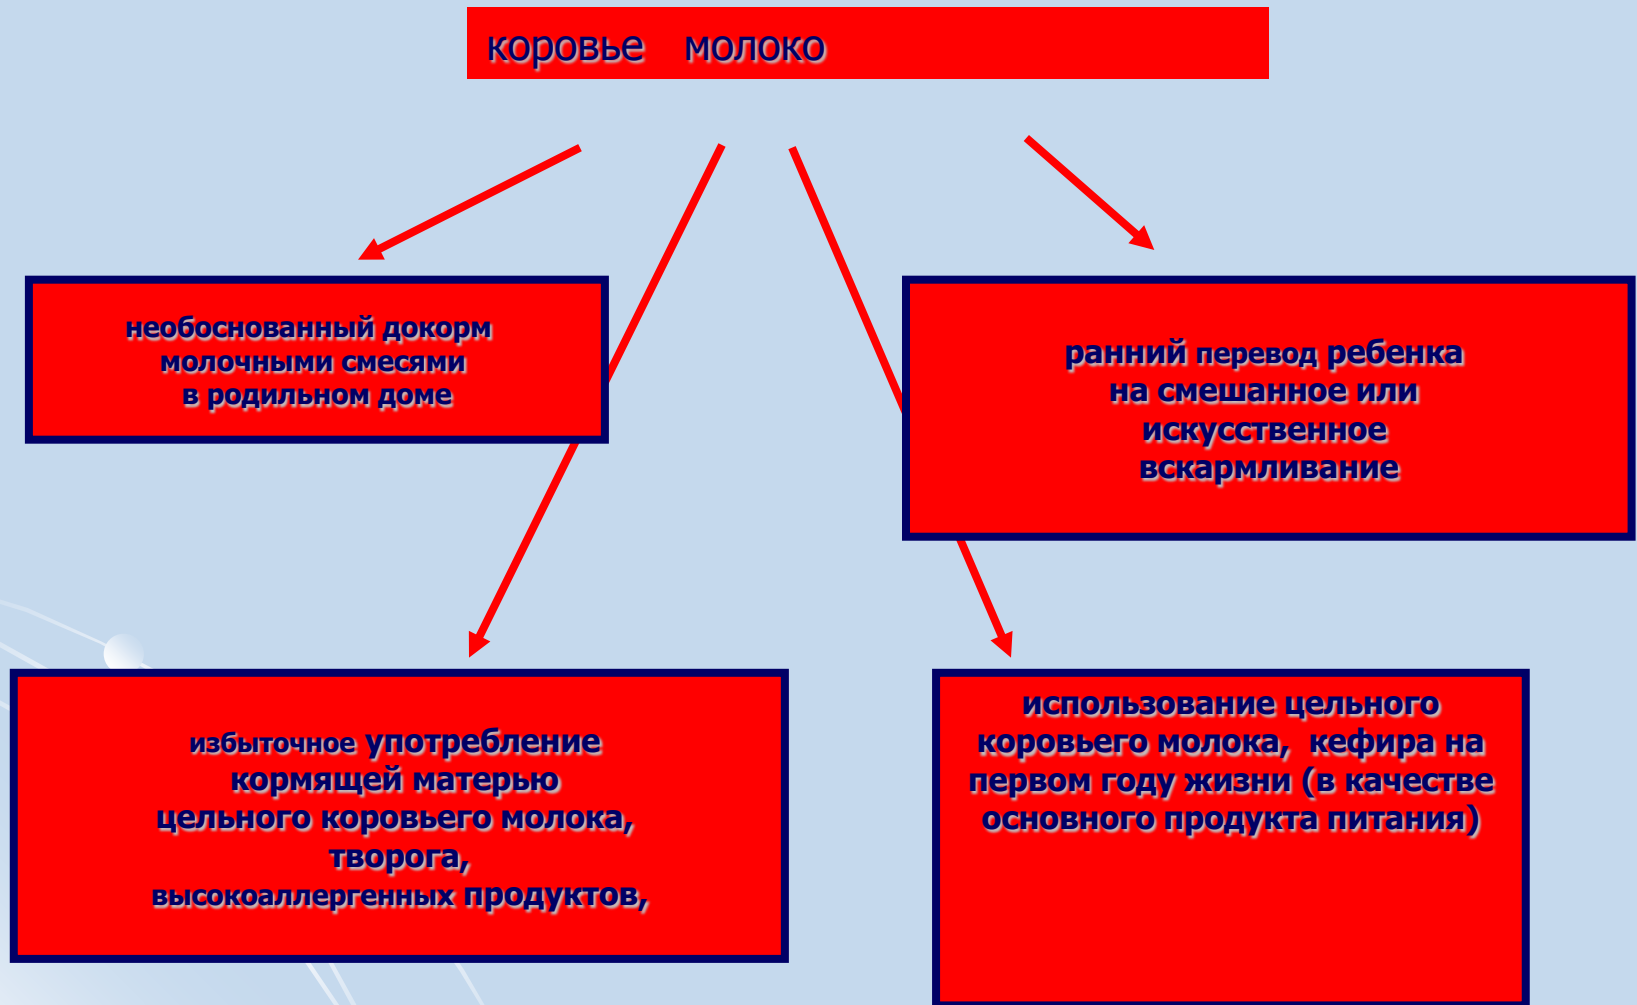 коровье молоко
необоснованный докорм
молочными смесями
в родильном доме
ранний перевод ребенка
на смешанное или
искусственное
вскармливание
избыточное употребление
кормящей матерью
цельного коровьего молока,
творога,
высокоаллергенных продуктов,
использование цельного
коровьего молока, кефира на
первом году жизни (в качестве
основного продукта питания)